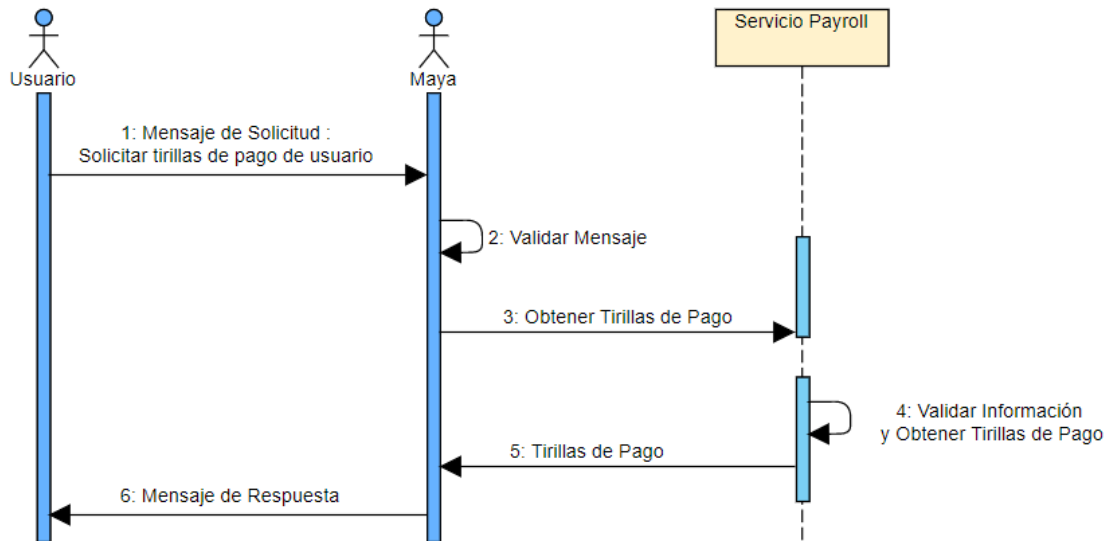 Servicio Payroll
Usuario
Maya
1: Mensaje de Solicitud :
Solicitar tirillas de pago de usuario
2: Validar Mensaje
3: Obtener Tirillas de Pago
4: Validar Información
y Obtener Tirillas de Pago
5: Tirillas de Pago
6: Mensaje de Respuesta